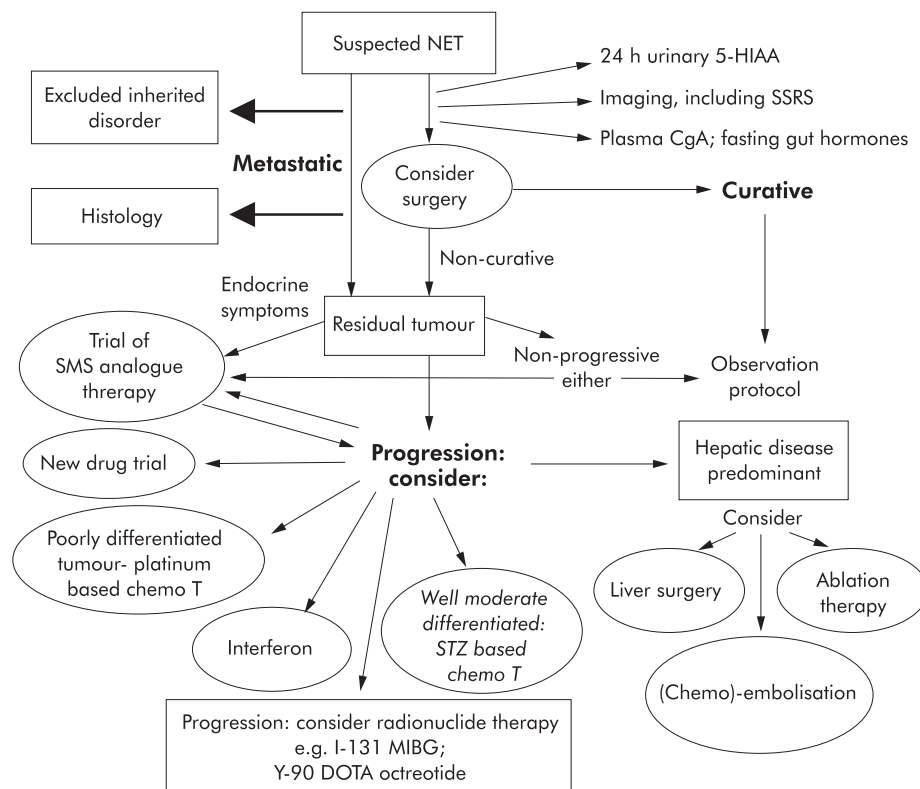 Suspected NET
24 h urinary 5-HIAA
Imaging, including SSRS
Plasma CgA; fasting gut hormones
Excluded inherited
disorder
Metastatic
Histology
Consider
surgery
Curative
Non-curative
Endocrine
symptoms
Residual tumour
Trial of
SMS analogue
threrapy
Non-progressive
either
Observation
protocol
New drug trial
Progression:
consider:
Hepatic disease
predominant
Consider
Poorly differentiated
tumour- platinum
based chemo T
Interferon
Well moderate
differentiated:
STZ based
chemo T
Liver surgery
Ablation
therapy
(Chemo)-embolisation
Progression: consider radionuclide therapy
e.g. I-131 MIBG;
Y-90 DOTA octreotide